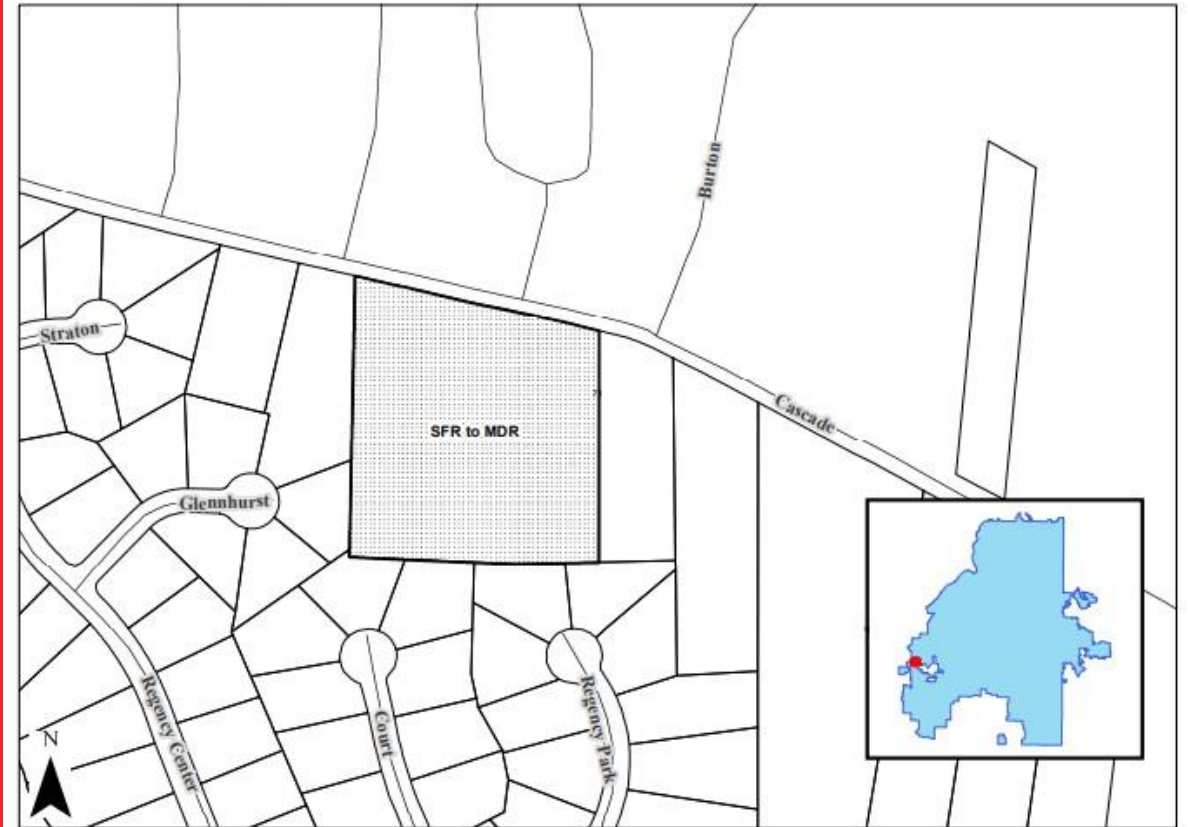 Burton
Straton
Cascade
SFR to MDR
Glennhurst
Regency Center
Court
Regency Park
N